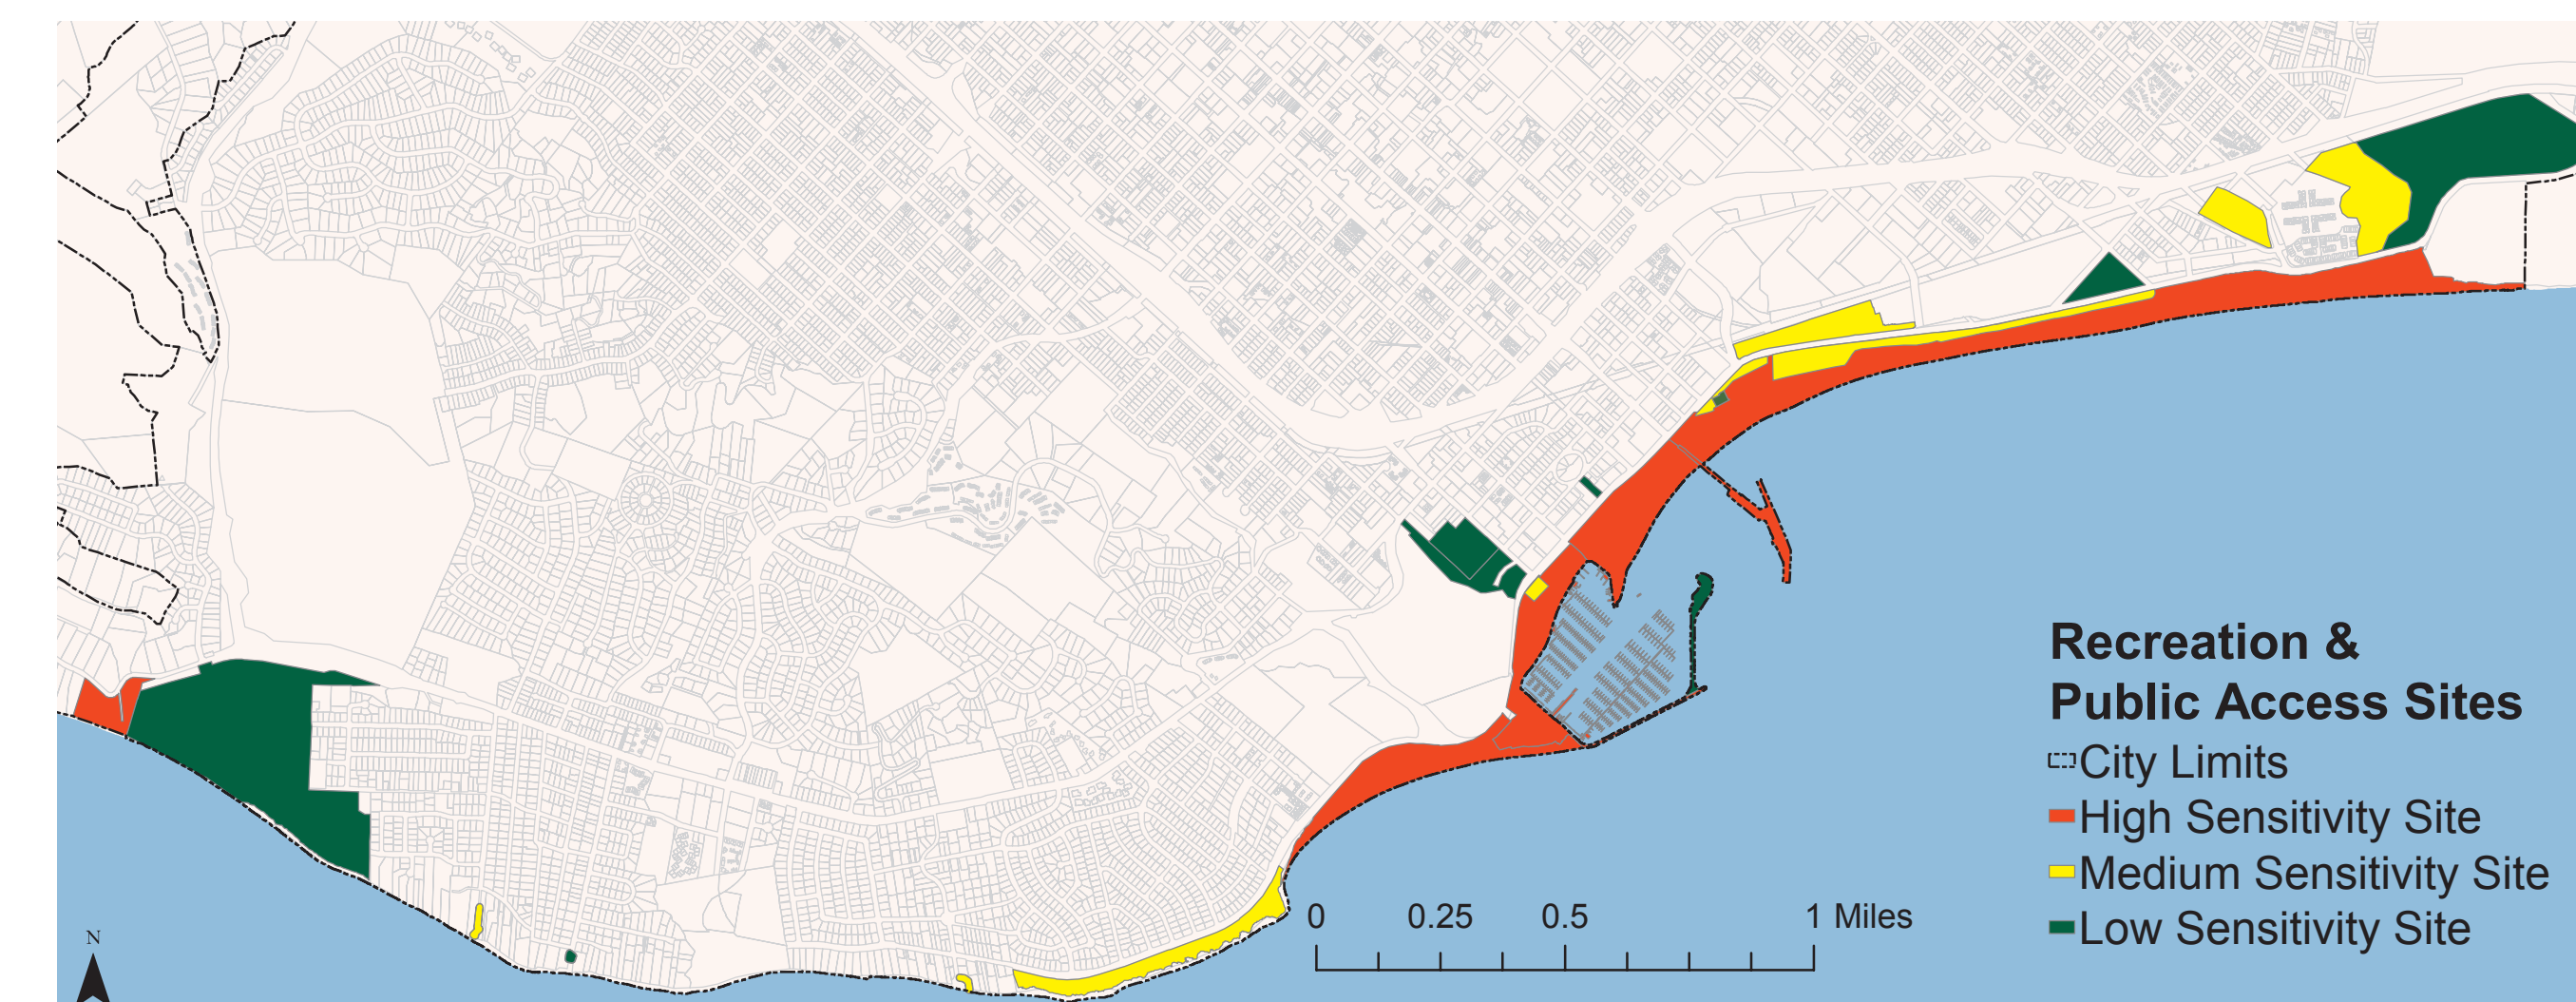 Recreation &
Public Access Sites
City Limits
High Sensitivity Site
Medium Sensitivity Site
Low Sensitivity Site
0 0.25 0.5 1 Miles
N